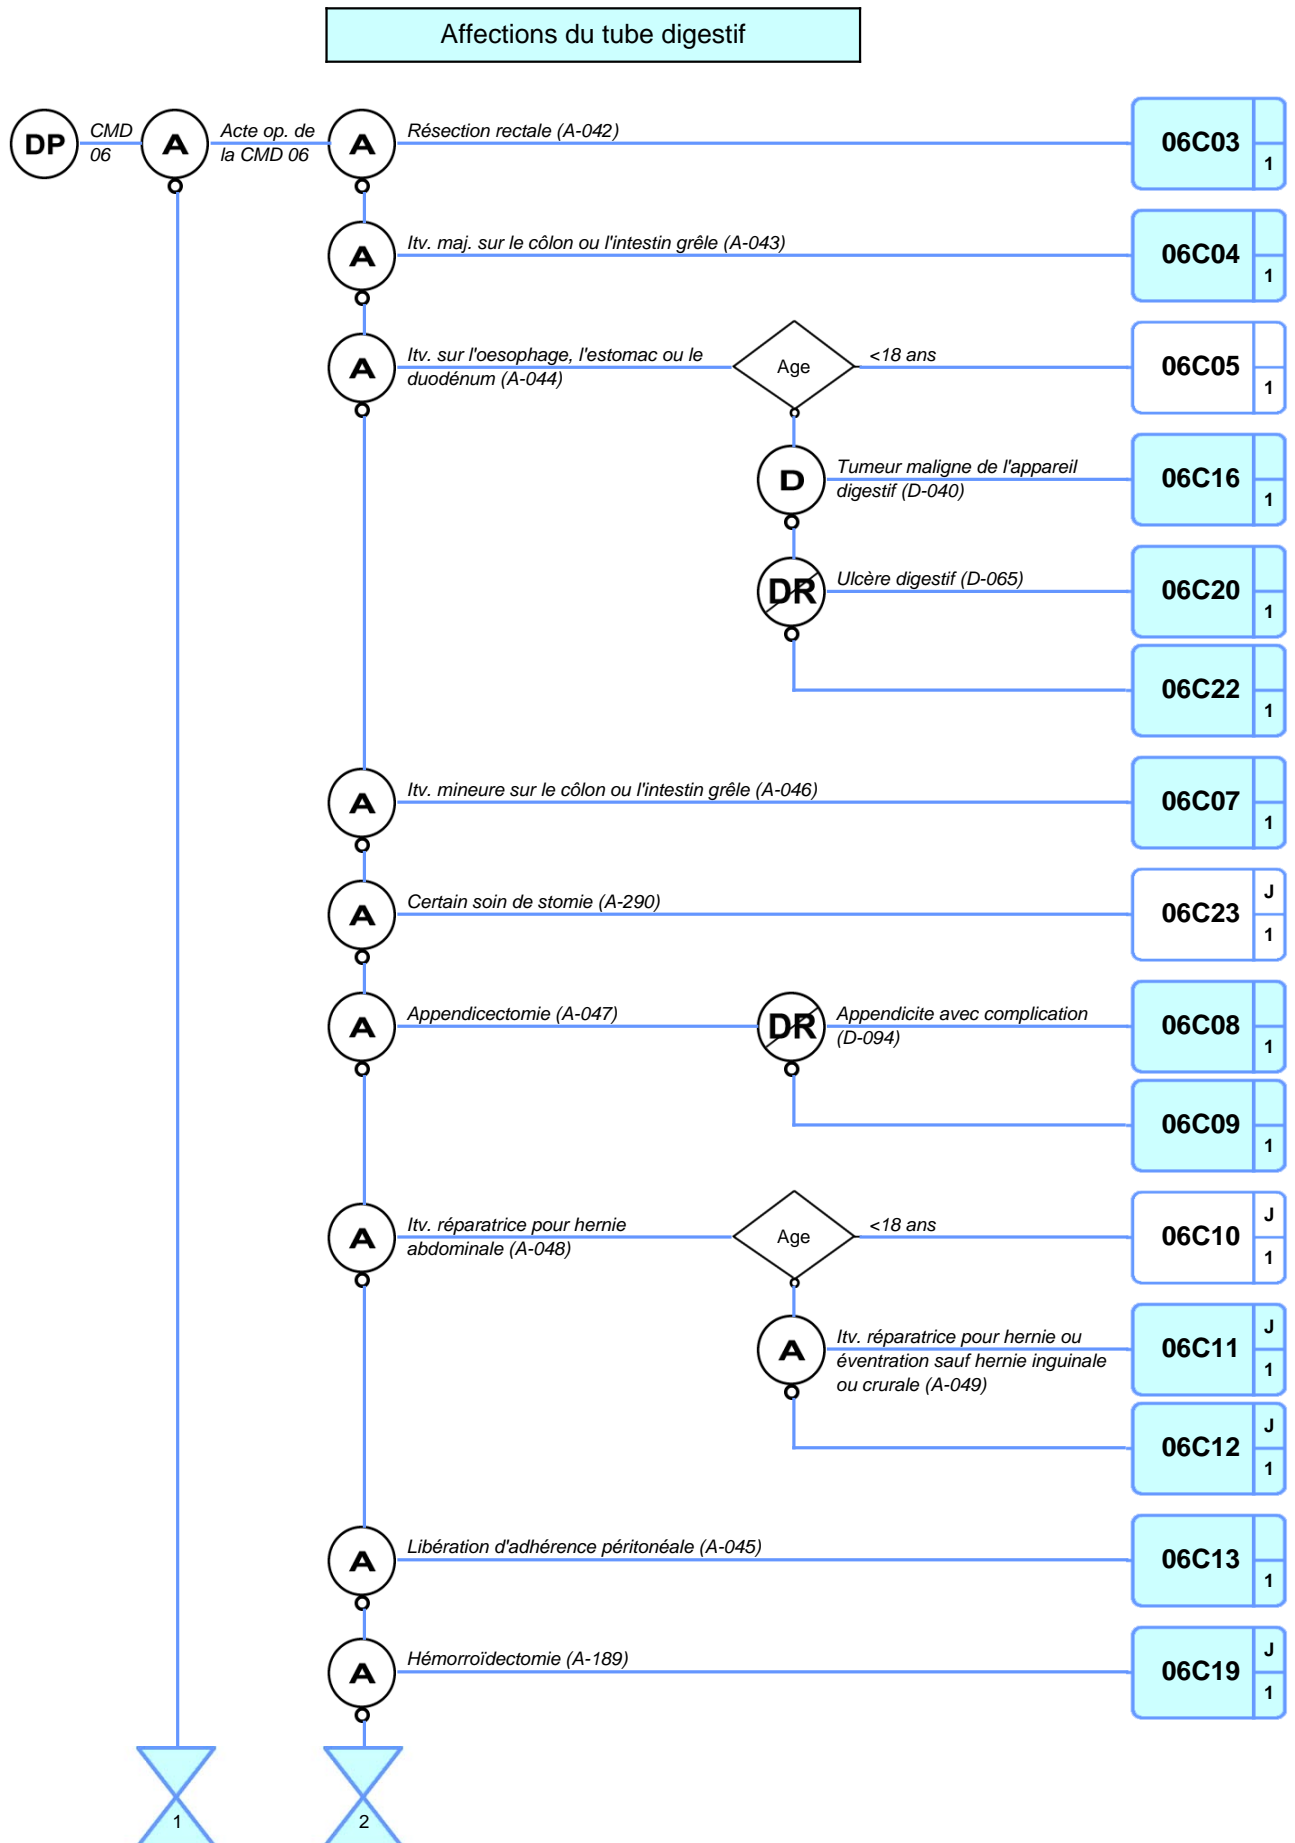 Affections du tube digestif
DP
CMD
06
A
Acte op. de
la CMD 06
A
Résection rectale (A-042)
06C03
1
A
Itv. maj. sur le côlon ou l'intestin grêle (A-043)
06C04
1
A
Itv. sur l'oesophage, l'estomac ou le
duodénum (A-044)
Age
<18 ans
06C05
1
D
Tumeur maligne de l'appareil
digestif (D-040)
06C16
1
DR
Ulcère digestif (D-065)
06C20
1
06C22
1
A
Itv. mineure sur le côlon ou l'intestin grêle (A-046)
06C07
1
A
Certain soin de stomie (A-290)
06C23
J
1
A
Appendicectomie (A-047)
DR
Appendicite avec complication
(D-094)
06C08
1
06C09
1
A
Itv. réparatrice pour hernie
abdominale (A-048)
Age
<18 ans
06C10
J
1
A
Itv. réparatrice pour hernie ou
éventration sauf hernie inguinale
ou crurale (A-049)
06C11
J
1
06C12
J
1
A
Libération d'adhérence péritonéale (A-045)
06C13
1
A
Hémorroïdectomie (A-189)
06C19
J
1
1
2